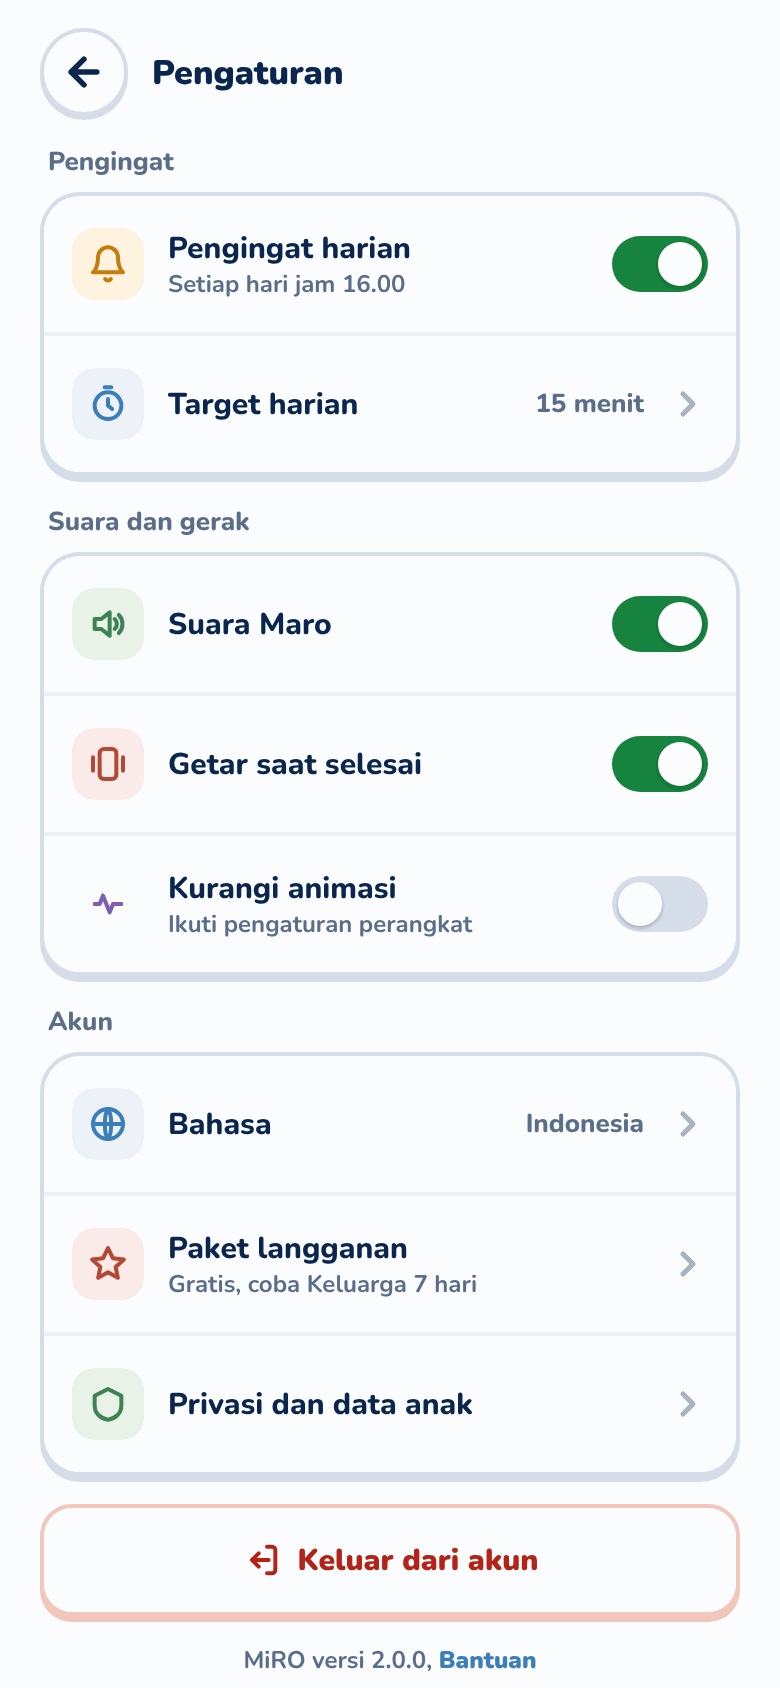 Pengaturan
Pengingat
Pengingat harian
Setiap hari jam 16.00
Target harian
15 menit
Suara dan gerak
Suara Maro
Getar saat selesai
Kurangi animasi
Ikuti pengaturan perangkat
Akun
Bahasa
Indonesia
Paket langganan
Gratis, coba Keluarga 7 hari
Privasi dan data anak
Keluar dari akun
MiRO versi 2.0.0, Bantuan